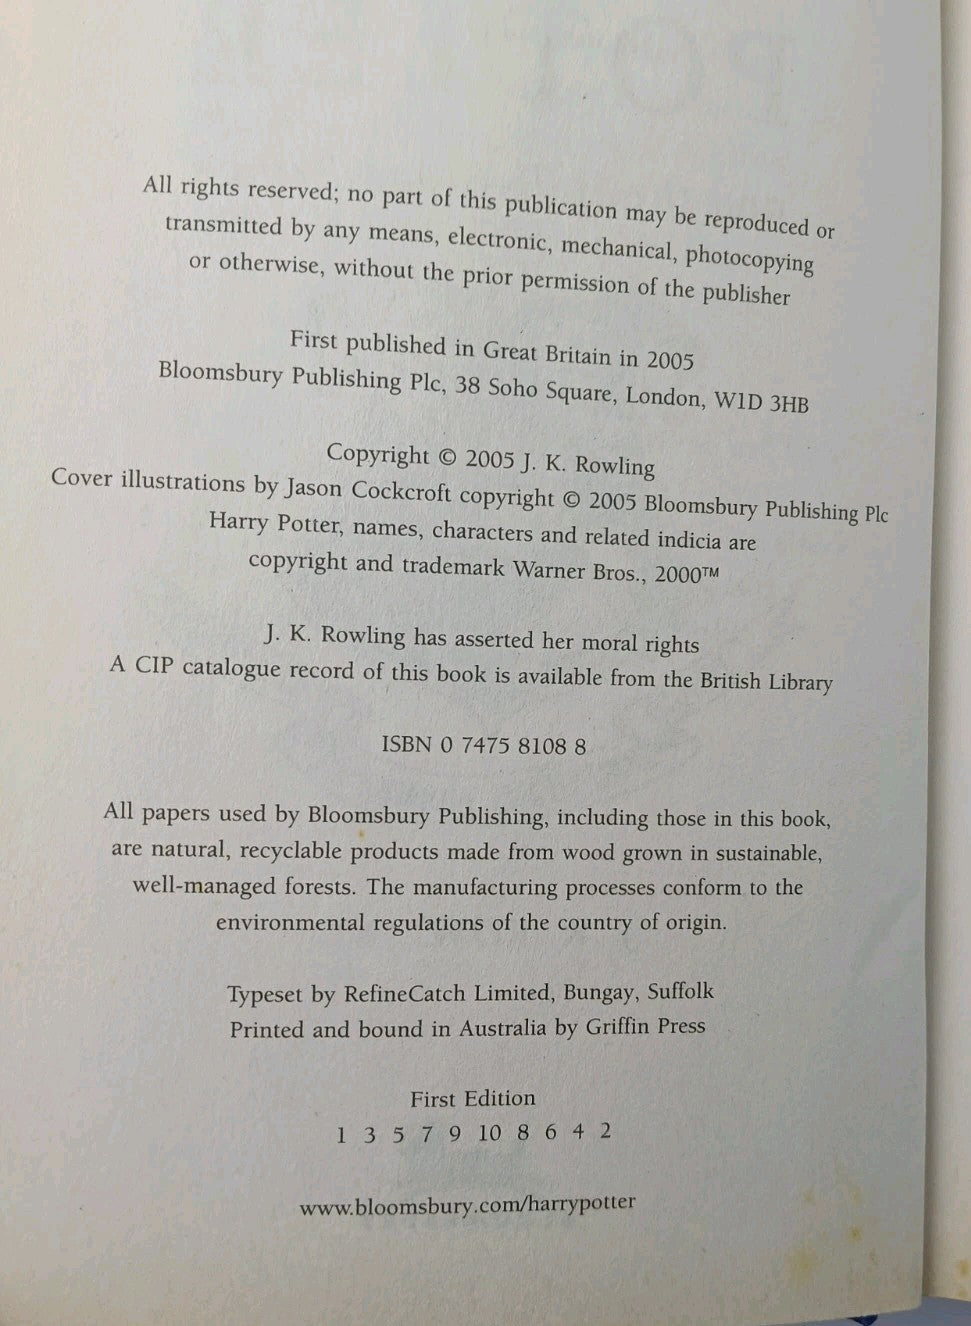 All rights reserved; no part of this publication may be reproduced or
transmitted by any means, electronic, mechanical, photocopying
or otherwise, without the prior permission of the publisher
First published in Great Britain in 2005
Bloomsbury Publishing Plc, 38 Soho Square, London, W1D 3HB
Copyright © 2005 J. K. Rowling
Cover illustrations by Jason Cockcroft copyright © 2005 Bloomsbury Publishing Plc
Harry Potter, names, characters and related indicia are
copyright and trademark Warner Bros., 2000™
J. K. Rowling has asserted her moral rights
A CIP catalogue record of this book is available from the British Library
ISBN 0 7475 8108 8
All papers used by Bloomsbury Publishing, including those in this book,
are natural, recyclable products made from wood grown in sustainable,
well-managed forests. The manufacturing processes conform to the
environmental regulations of the country of origin.
Typeset by RefineCatch Limited, Bungay, Suffolk
Printed and bound in Australia by Griffin Press
First Edition
1 3 5 7 9 10 8 6 4 2
www.bloomsbury.com/harrypotter